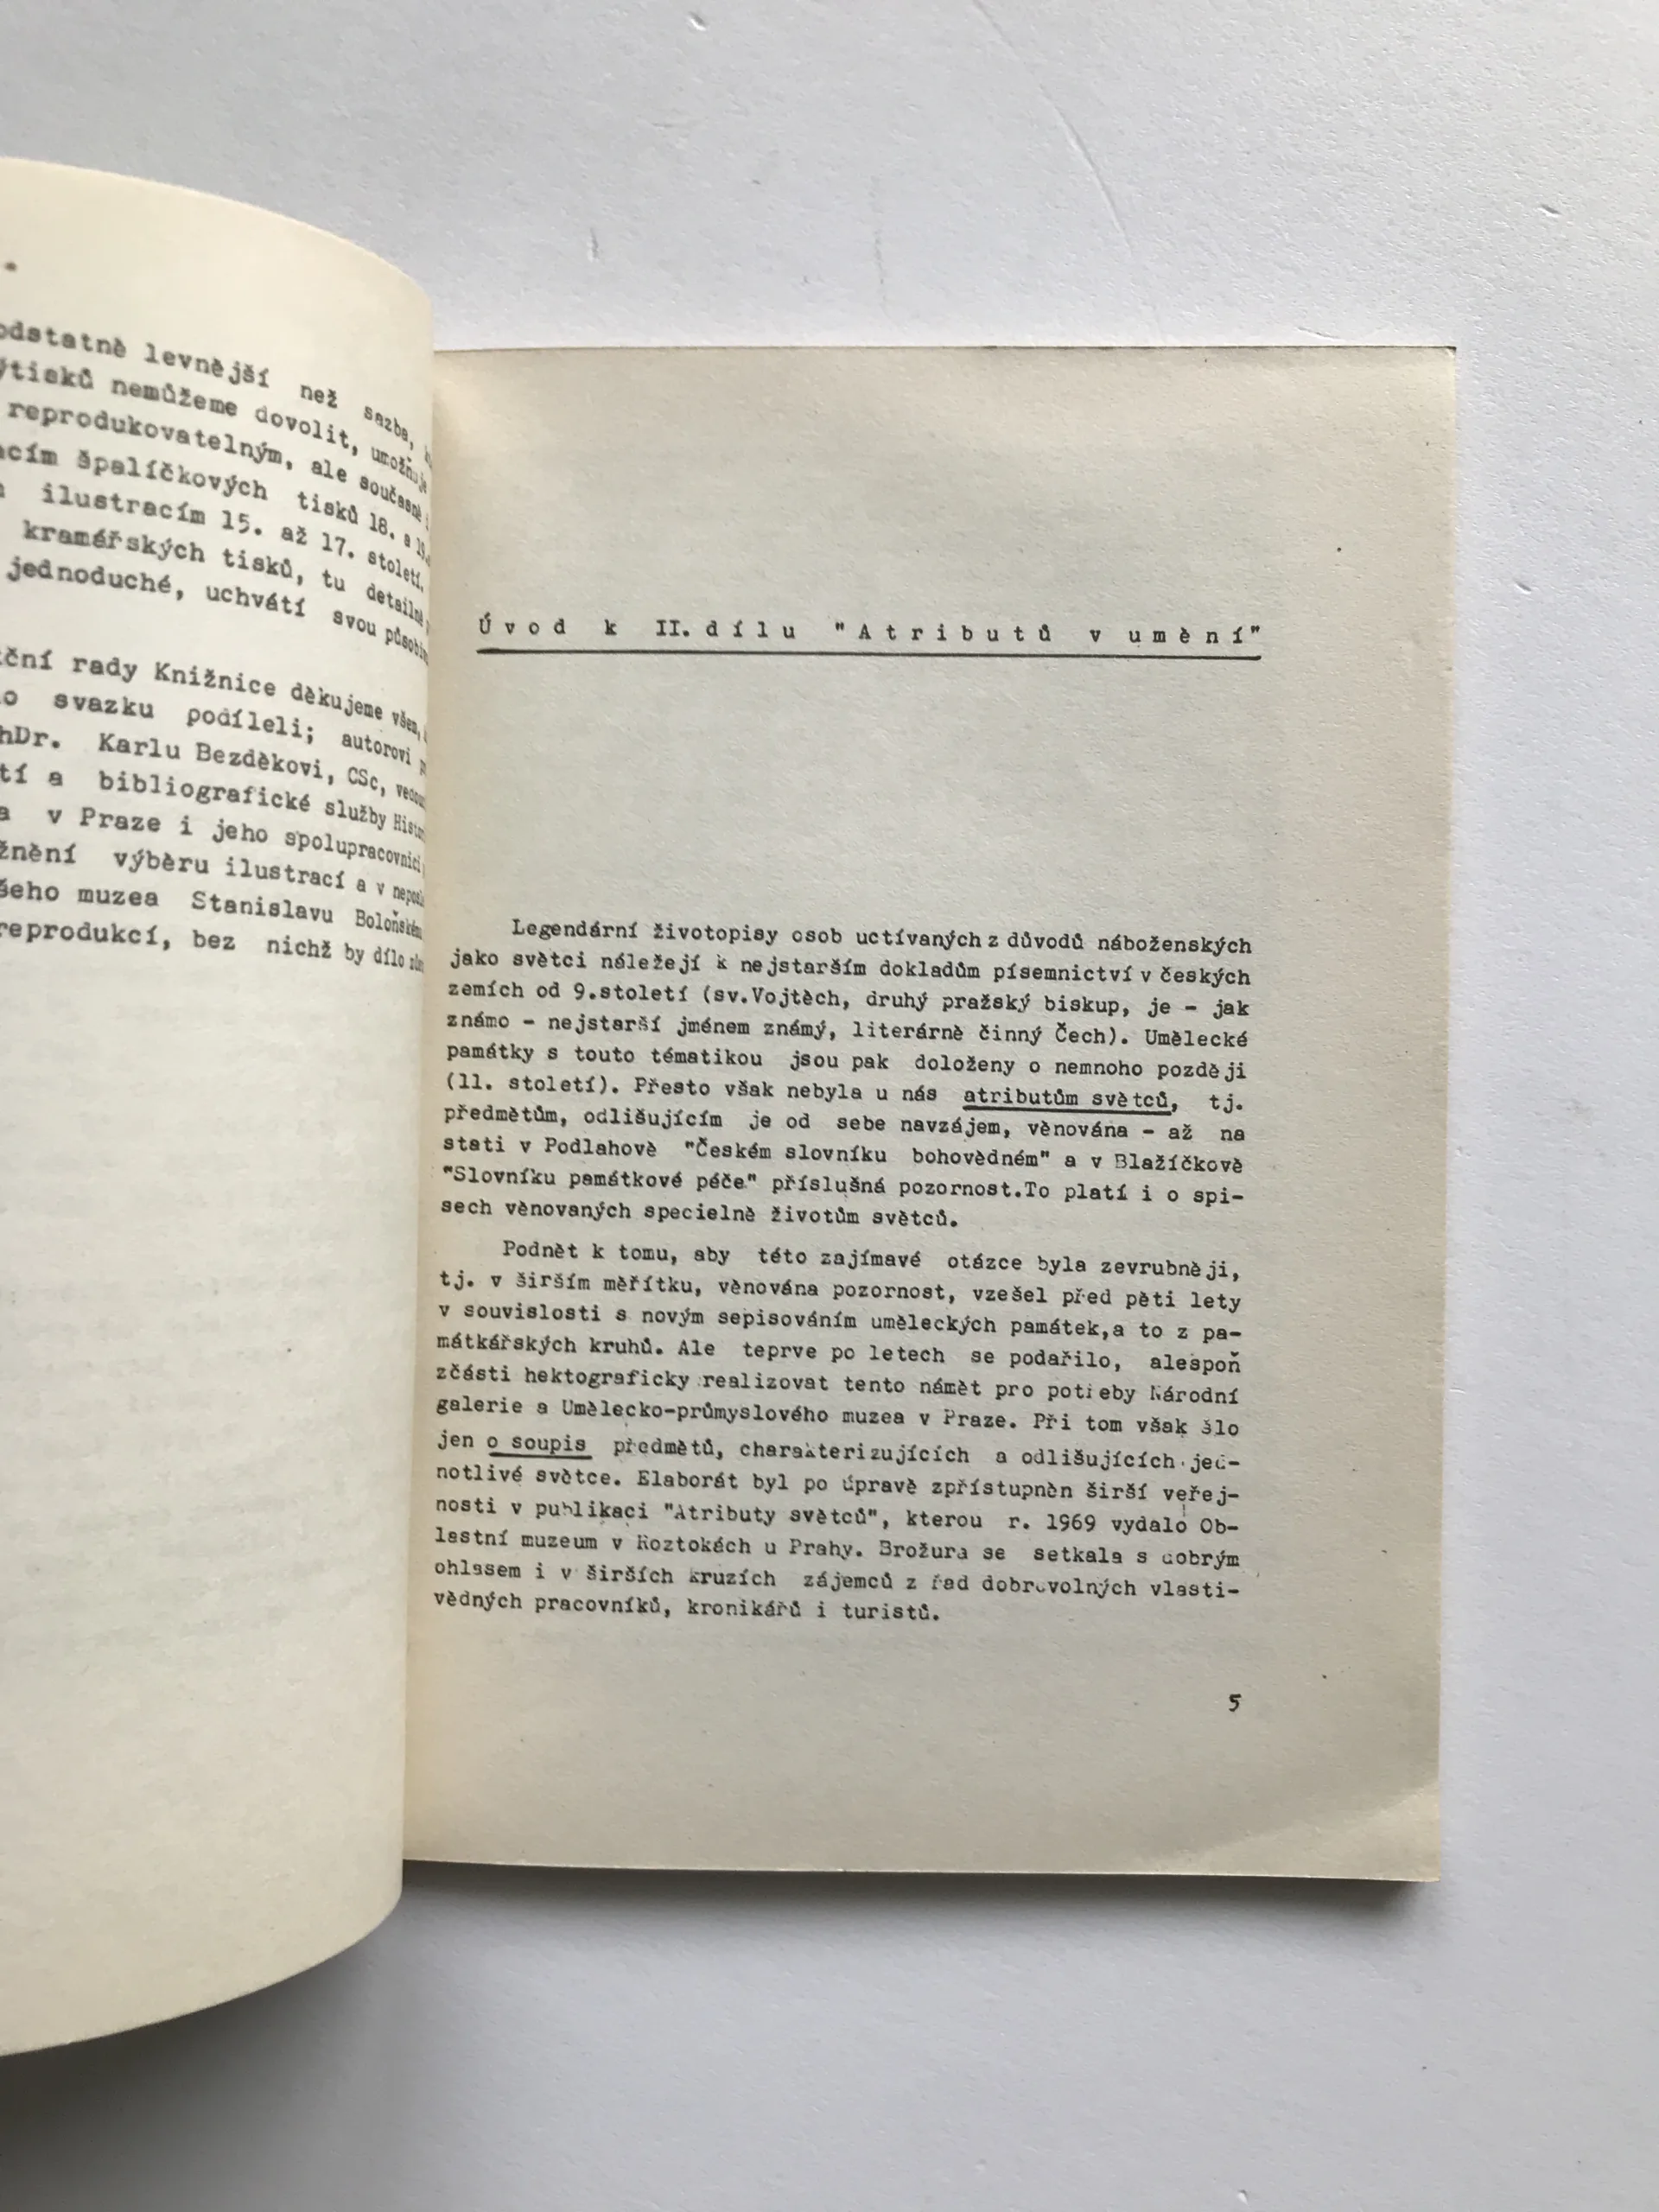 odstatně levnější než sazba,
ýtisků nemůžeme dovolit, umožňuje
reprodukovatelným, ale současně
acím špalíčkových tisků 18. a 19.
ilustracím 15. až 17. století.
kramářských tisků, tu detailně
jednoduché, uchvátí svou
kční rady Knižnice děkujeme všem,
svazku podíleli; autorovi
hDr. Karlu Bezděkovi, CSc,
tí a bibliografické služby
a v Praze i jeho spolupracovnici
žnění výběru ilustrací a v
šeho muzea Stanislavu
reprodukcí, bez nichž by dílo
Úvod k II. dílu "Atributů v umění"
Legendární životopisy osob uctívaných z důvodů náboženských
jako světci náležejí k nejstarším dokladům písemnictví v českých
zemích od 9.století (sv.Vojtěch, druhý pražský biskup, je - jak
známo - nejstarší jménem známý, literárně činný Čech). Umělecké
památky s touto tématikou jsou pak doloženy o nemnoho později
(11. století). Přesto však nebyla u nás atributům světců, tj.
předmětům, odlišujícím je od sebe navzájem, věnována - až na
stati v Podlahově "Českém slovníku bohovědném" a v Blažíčkově
"Slovníku památkové péče" příslušná pozornost.To platí i o spi-
sech věnovaných specielně životům světců.
Podnět k tomu, aby této zajímavé otázce byla zevrubněji,
tj. v širším měřítku, věnována pozornost, vzešel před pěti lety
v souvislosti s novým sepisováním uměleckých památek,a to z pa-
mátkářských kruhů. Ale teprve po letech se podařilo, alespoň
zčásti hektograficky realizovat tento námět pro potřeby Národní
galerie a Umělecko-průmyslového muzea v Praze. Při tom však šlo
jen o soupis předmětů, charakterizujících a odlišujících jed-
notlivé světce. Elaborát byl po úpravě zpřístupněn širší veřej-
nosti v publikaci "Atributy světců", kterou r. 1969 vydalo Ob-
lastní muzeum v Roztokách u Prahy. Brožura se setkala s dobrým
ohlasem i v širších kruzích zájemců z řad dobrovolných vlasti-
vědných pracovníků, kronikářů i turistů.
5